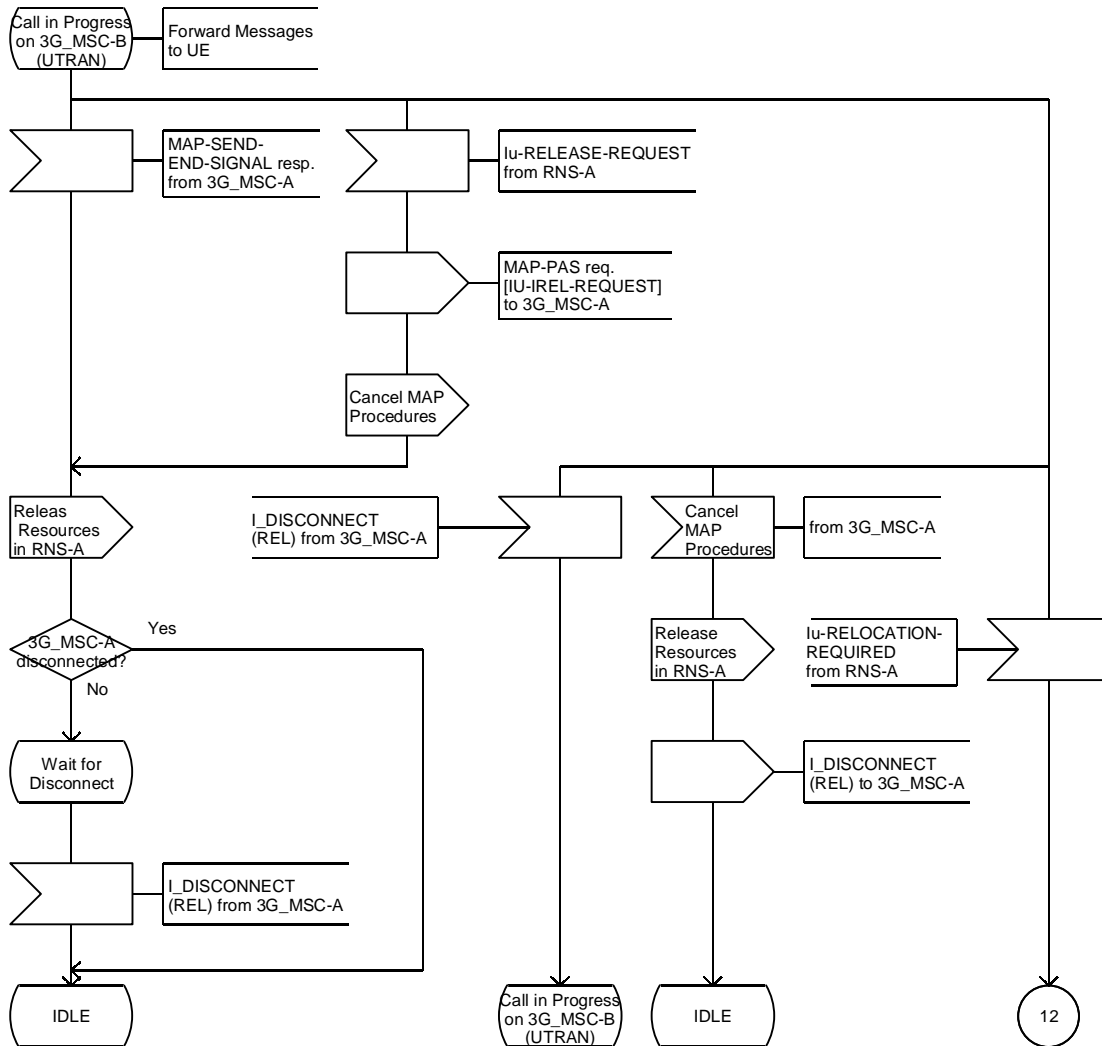 Call in Progress
on 3G_MSC-B
(UTRAN)
Forward Messages
to UE
MAP-SEND-
END-SIGNAL resp.
from 3G_MSC-A
Iu-RELEASE-REQUEST
from RNS-A
MAP-PAS req.
[IU-IREL-REQUEST]
to 3G_MSC-A
Cancel MAP
Procedures
Releas
Resources
in RNS-A
I_DISCONNECT
(REL) from 3G_MSC-A
Cancel
MAP
Procedures
from 3G_MSC-A
3G_MSC-A
disconnected?
Yes
No
Release
Resources
in RNS-A
Iu-RELOCATION-
REQUIRED
from RNS-A
Wait for
Disconnect
I_DISCONNECT
(REL) to 3G_MSC-A
I_DISCONNECT
(REL) from 3G_MSC-A
IDLE
Call in Progress
on 3G_MSC-B
(UTRAN)
IDLE
12